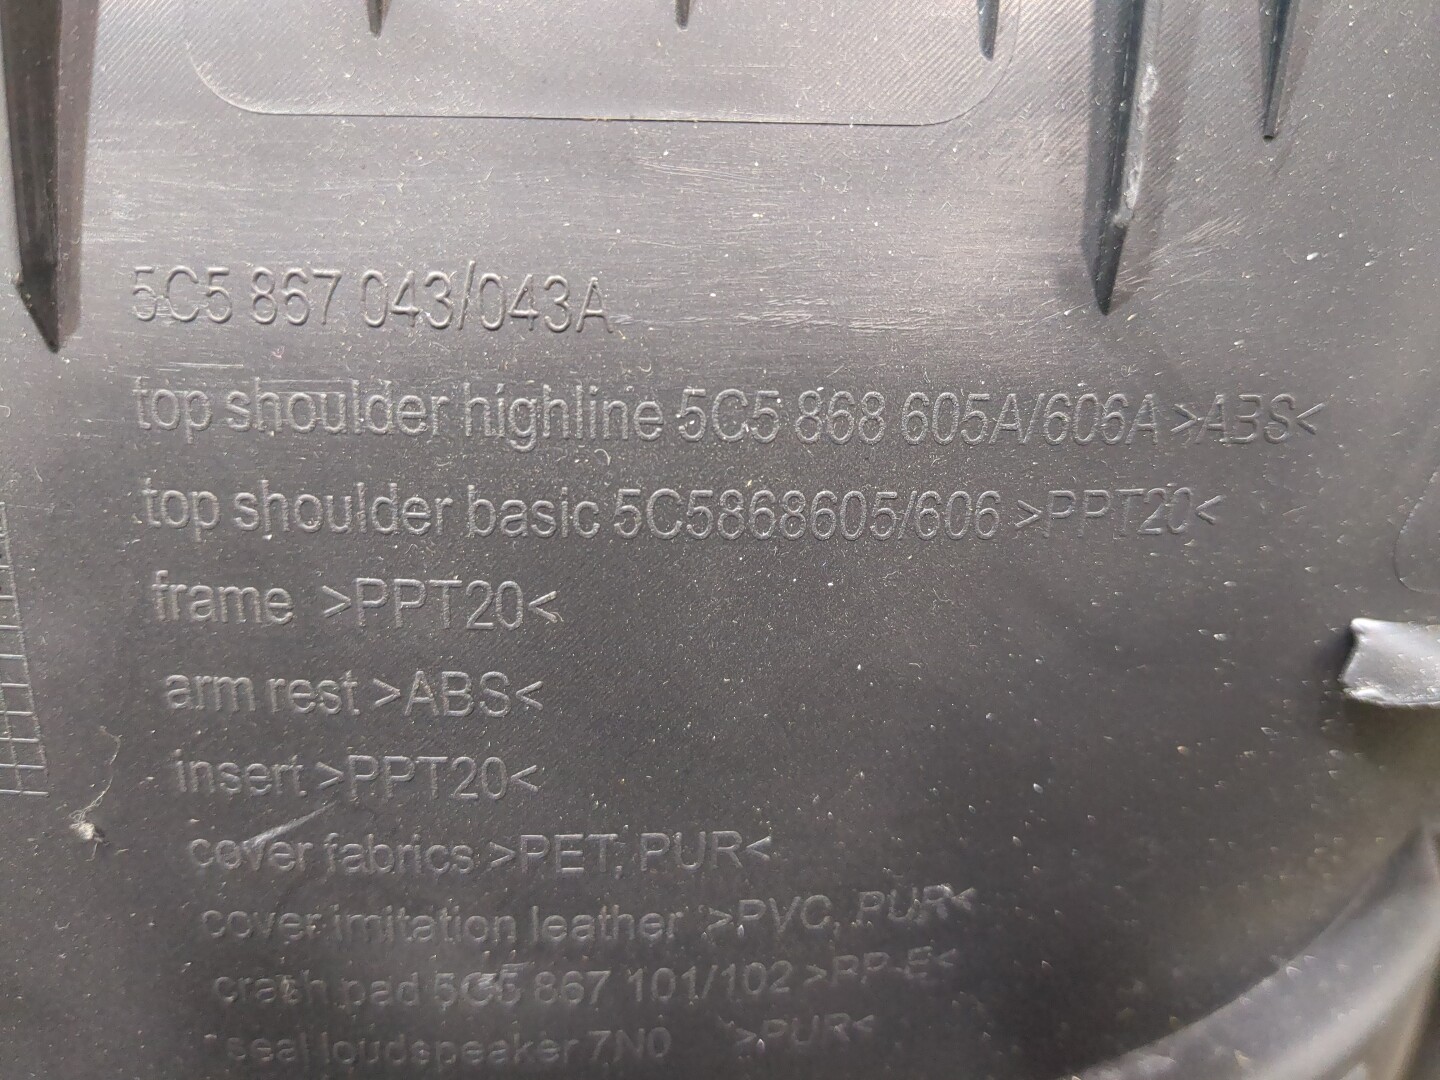 5C5 867 043/043A
top shoulder highline 5C5 868 605A/606A >ABS<
top shoulder basic 5C5868605/606 >PPT20<
frame >PPT20<
arm rest >ABS<
insert >PPT20<
cover fabrics >PET, PUR<
cover imitation leather >PVC, PUR<
crash pad 5C5 867 101/102 >PP-E<
seal loudspeaker 7N0 >PUR<